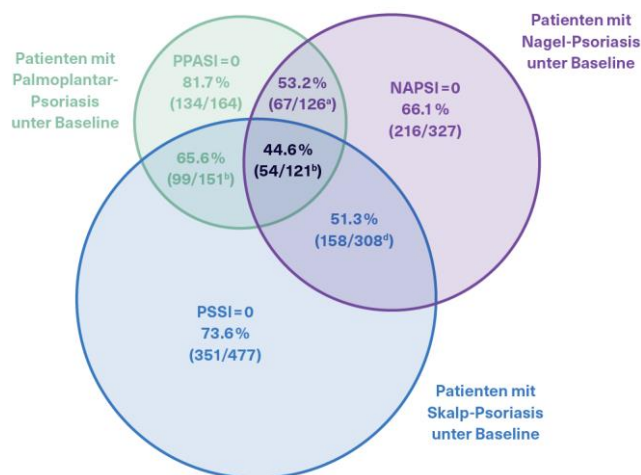 Patienten mit
Nagel-Psoriasis
unter Baseline
Patienten mit
Palmoplantar-
Psoriasis
unter Baseline
PPASI = 0
81.7 %
(134/164)
53.2 %
(67/126ᵃ)
NAPSI = 0
66.1 %
(216/327)
65.6 %
(99/151ᵇ)
44.6 %
(54/121ᵇ)
51.3 %
(158/308ᵈ)
PSSI = 0
73.6 %
(351/477)
Patienten mit
Skalp-Psoriasis
unter Baseline